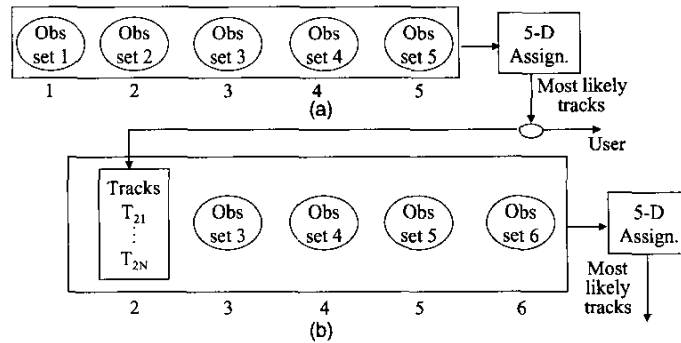 Obs set 1
Obs set 2
Obs set 3
Obs set 4
Obs set 5
5-D Assign.
1 2 3 4 5
(a)
Most likely tracks
User
Tracks
T21
⋮
T2N
Obs set 3
Obs set 4
Obs set 5
Obs set 6
5-D Assign.
2 3 4 5 6
(b)
Most likely tracks